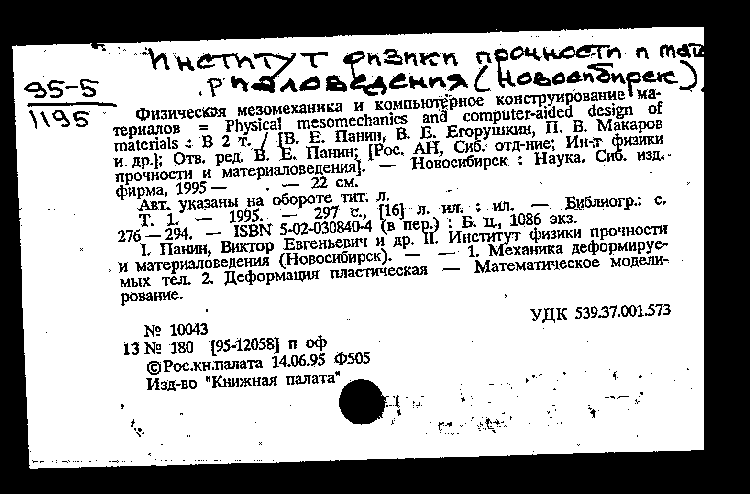 Институт физики прочности и мате
риаловедения (Новосибирск)
95-5
1195
Физическая мезомеханика и компьютерное конструирование ма-
териалов = Physical mesomechanics and computer-aided design of
materials : В 2 т. / [В. Е. Панин, В. Е. Егорушкин, П. В. Макаров
и др.]; Отв. ред. В. Е. Панин; [Рос. АН, Сиб. отд-ние; Ин-т физики
прочности и материаловедения]. — Новосибирск : Наука. Сиб. изд.
фирма, 1995 — . — 22 см.
Авт. указаны на обороте тит. л.
Т. 1. — 1995. — 297 с., [16] л. ил. : ил. — Библиогр.: с.
276 — 294. — ISBN 5-02-030840-4 (в пер.) : Б. ц., 1086 экз.
I. Панин, Виктор Евгеньевич и др. II. Институт физики прочности
и материаловедения (Новосибирск). — — 1. Механика деформируе-
мых тел. 2. Деформация пластическая — Математическое модели-
рование.
УДК 539.37.001.573
№ 10043
13 № 180 [95-12058] п оф
©Рос.кн.палата 14.06.95 Ф505
Изд-во "Книжная палата"